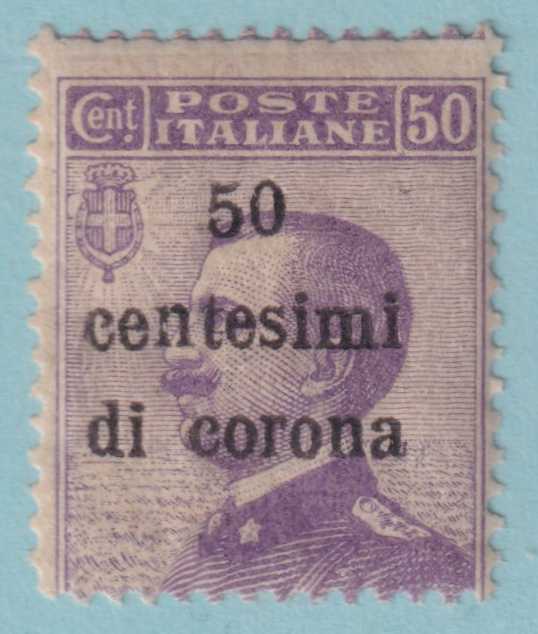 Cent. POSTE ITALIANE 50
50
centesimi
di corona